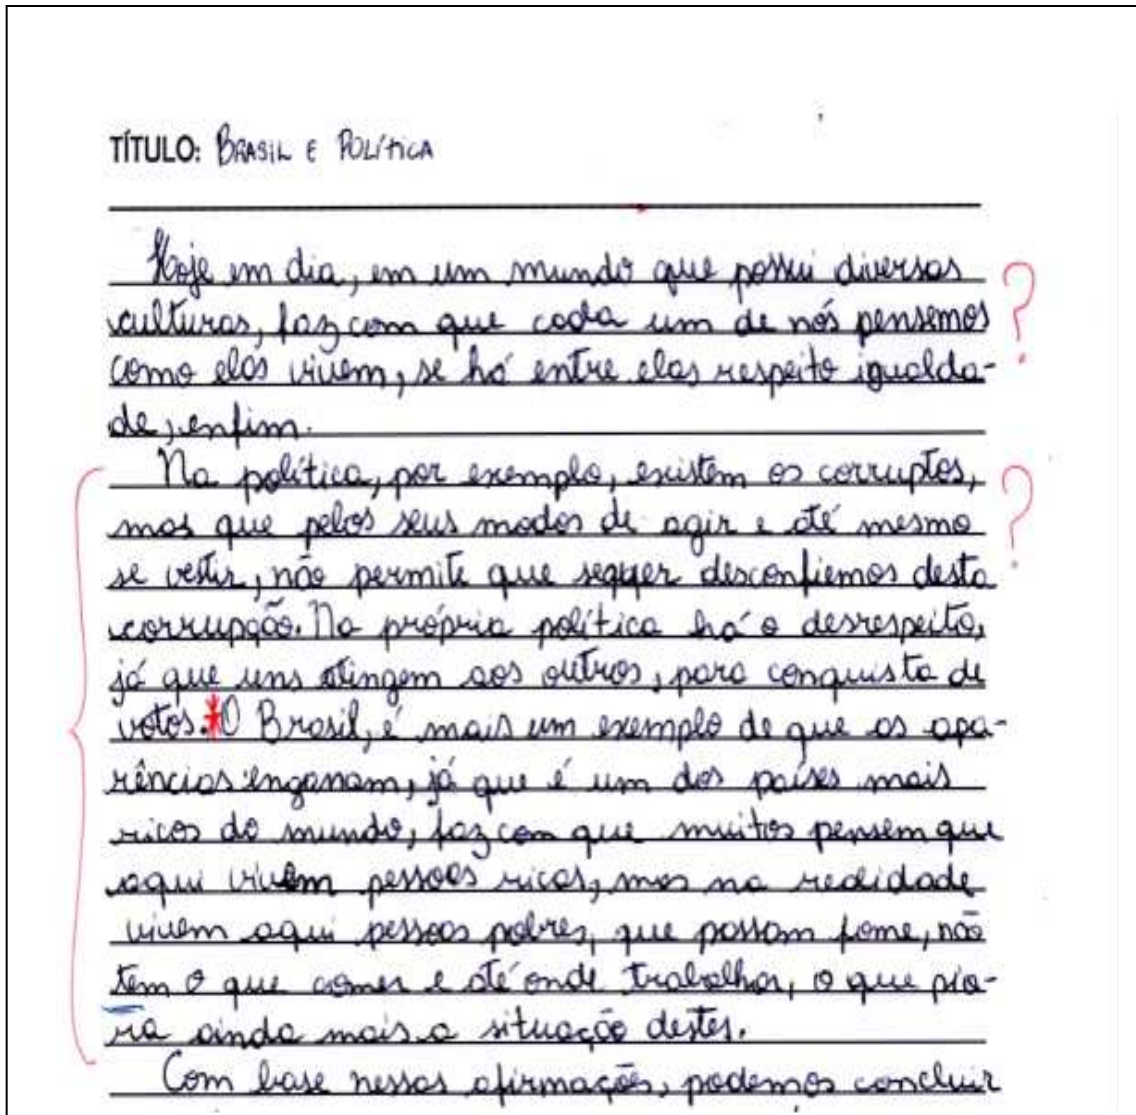 TÍTULO: BRASIL E POLÍTICA
Hoje em dia, em um mundo que possui diversas
culturas, faz com que cada um de nós pensemos
como elas vivem, se há entre elas respeito igualda-
de, enfim.
Na política, por exemplo, existem os corruptos,
mas que pelos seus modos de agir e até mesmo
se vestir, não permite que sequer desconfiemos desta
corrupção. Na própria política há o desrespeito,
já que uns atingem aos outros, para conquista de
votos.* O Brasil, é mais um exemplo de que as apa-
rências enganam, já que é um dos países mais
ricos do mundo, faz com que muitos pensem que
aqui vivem pessoas ricas, mas na realidade
vivem aqui pessoas pobres, que passam fome, não
tem o que comer e até onde trabalhar, o que pio-
ra ainda mais a situação destes.
Com base nessas afirmações, podemos concluir
?
?